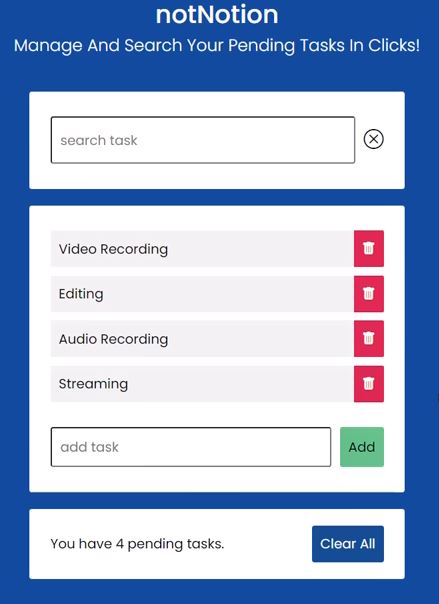 notNotion
Manage And Search Your Pending Tasks In Clicks!
search task
Video Recording
Editing
Audio Recording
Streaming
add task
Add
You have 4 pending tasks.
Clear All